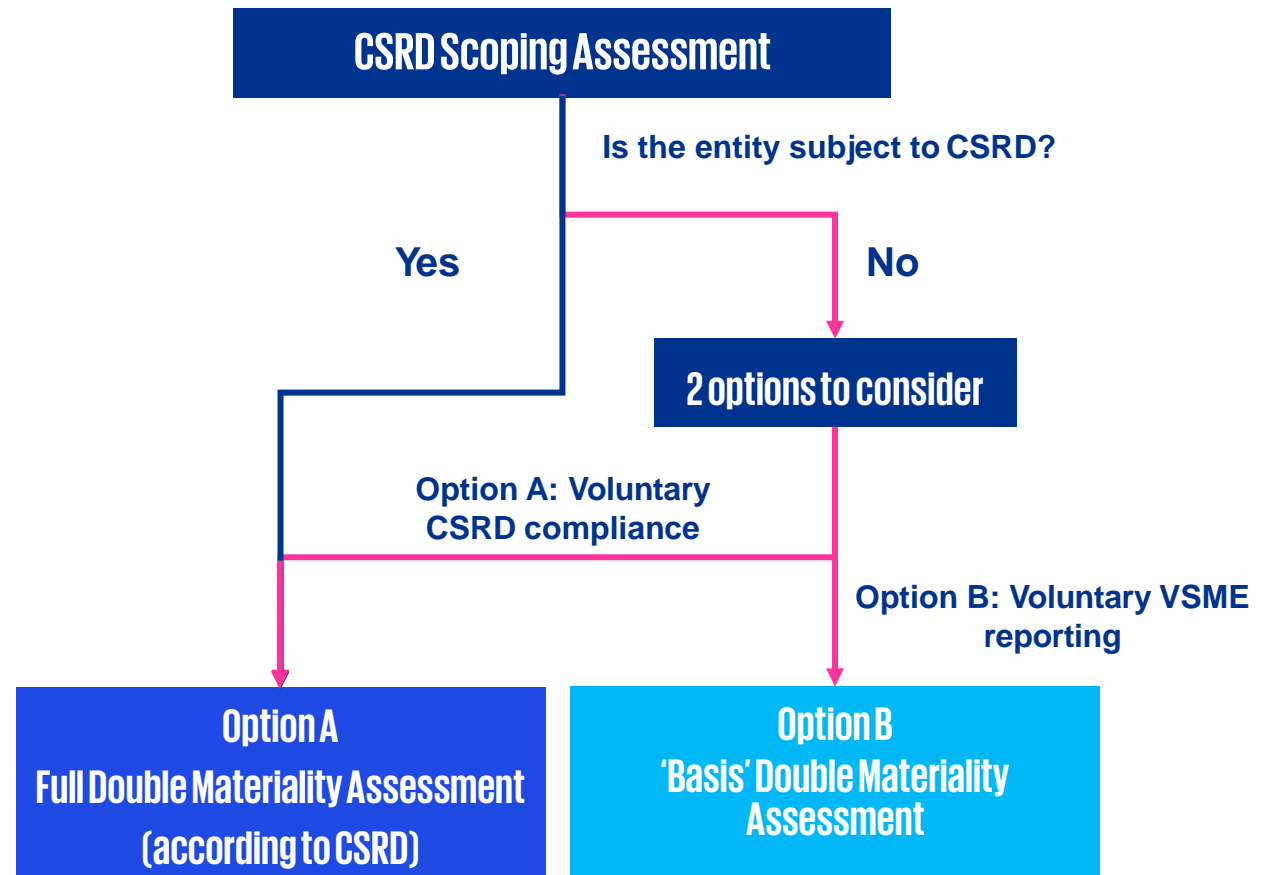 CSRD Scoping Assessment
Is the entity subject to CSRD?
Yes
No
2 options to consider
Option A: Voluntary
CSRD compliance
Option B: Voluntary VSME
reporting
Option A
Full Double Materiality Assessment
(according to CSRD)
Option B
‘Basis’ Double Materiality
Assessment